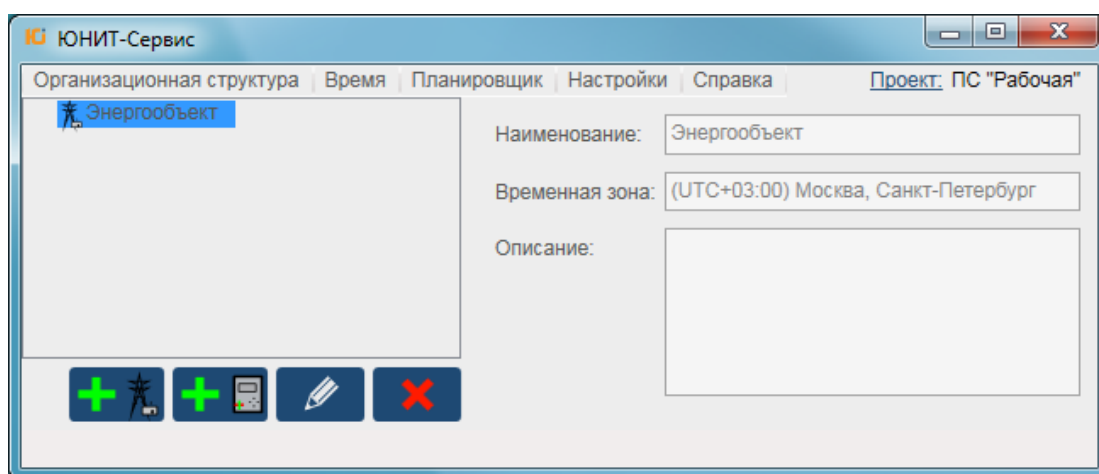 ЮНИТ-Сервис
Организационная структура Время Планировщик Настройки Справка Проект: ПС "Рабочая"
Энергообъект
Наименование: Энергообъект
Временная зона: (UTC+03:00) Москва, Санкт-Петербург
Описание: